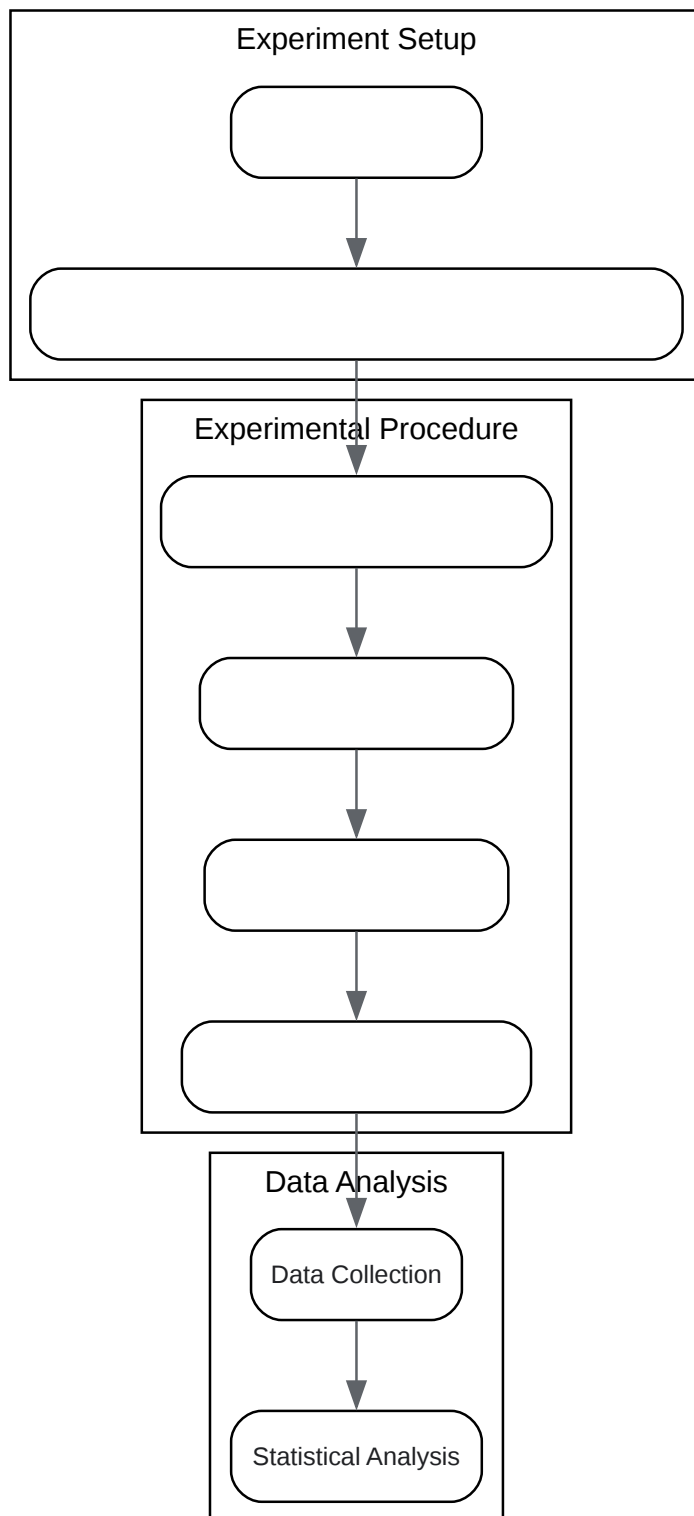 Experiment Setup
Experimental Procedure
Data Analysis
Data Collection
Statistical Analysis